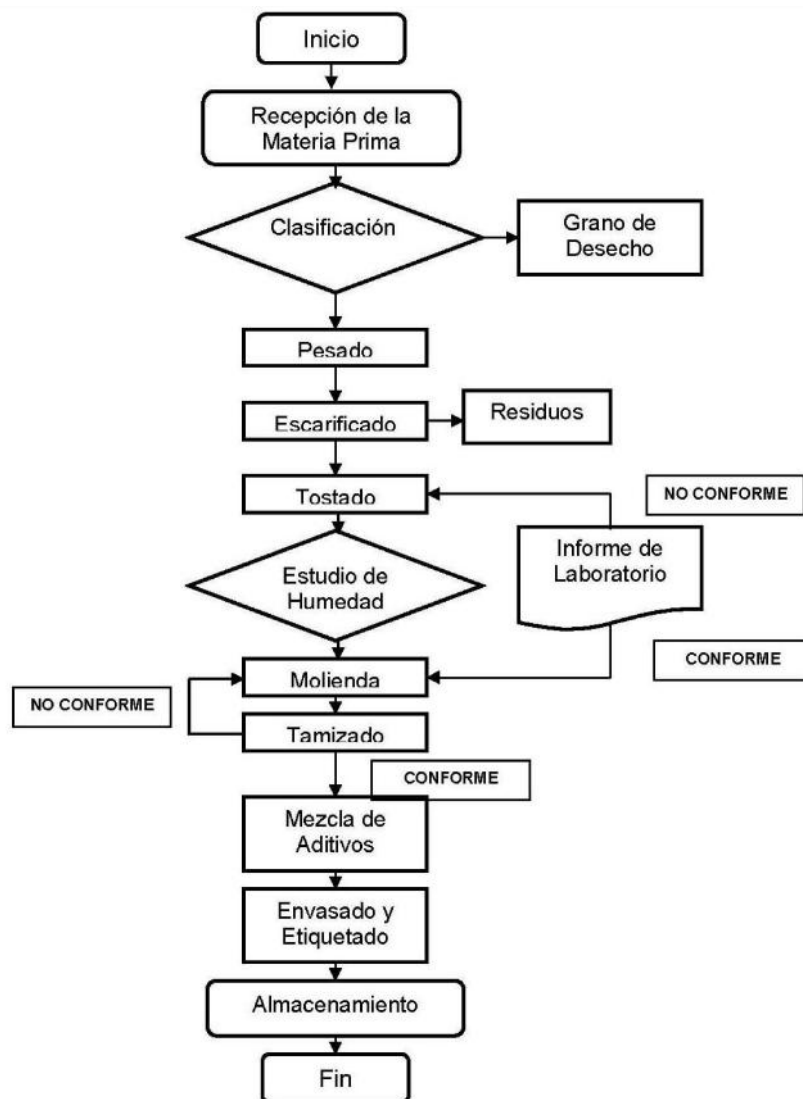 Inicio
Recepción de la
Materia Prima
Clasificación
Grano de
Desecho
Pesado
Escarificado
Residuos
Tostado
NO CONFORME
Informe de
Laboratorio
Estudio de
Humedad
CONFORME
Molienda
NO CONFORME
Tamizado
CONFORME
Mezcla de
Aditivos
Envasado y
Etiquetado
Almacenamiento
Fin